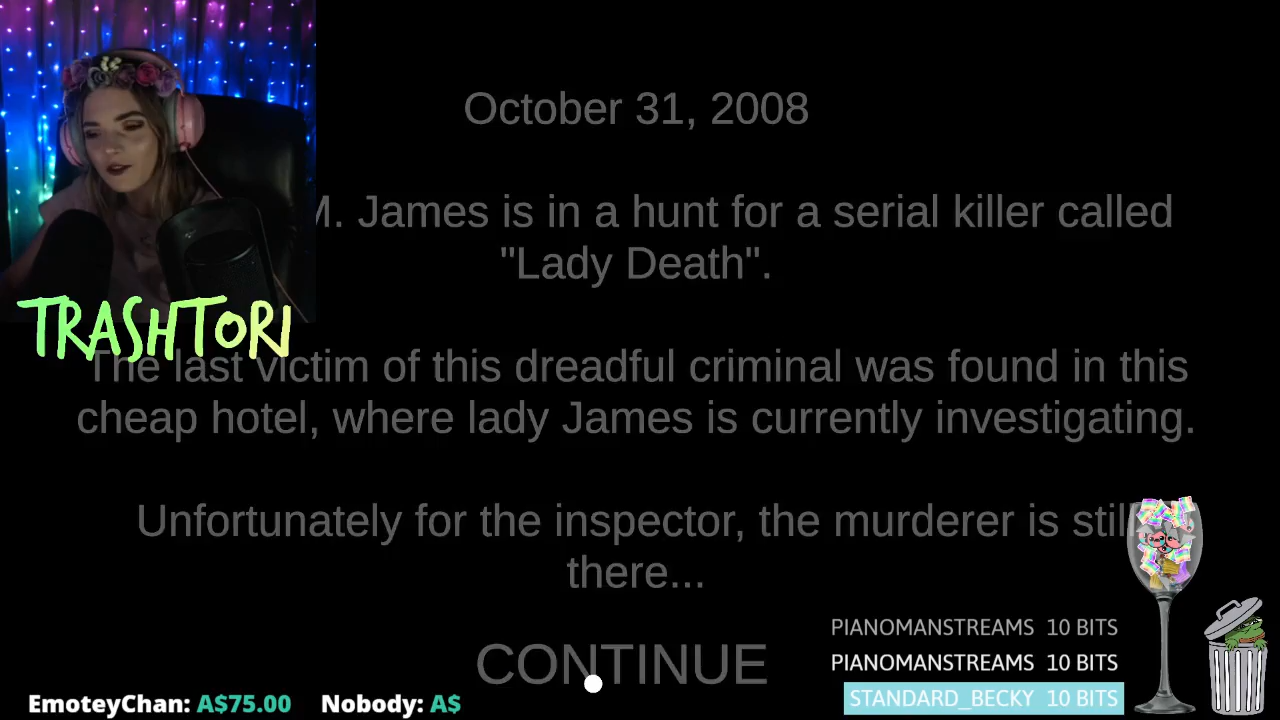 October 31, 2008
M. James is in a hunt for a serial killer called
"Lady Death".
TRASHTORI
The last victim of this dreadful criminal was found in this
cheap hotel, where lady James is currently investigating.
Unfortunately for the inspector, the murderer is still
there...
CONTINUE
PIANOMANSTREAMS 10 BITS
PIANOMANSTREAMS 10 BITS
STANDARD_BECKY 10 BITS
EmoteyChan: A$75.00 Nobody: A$